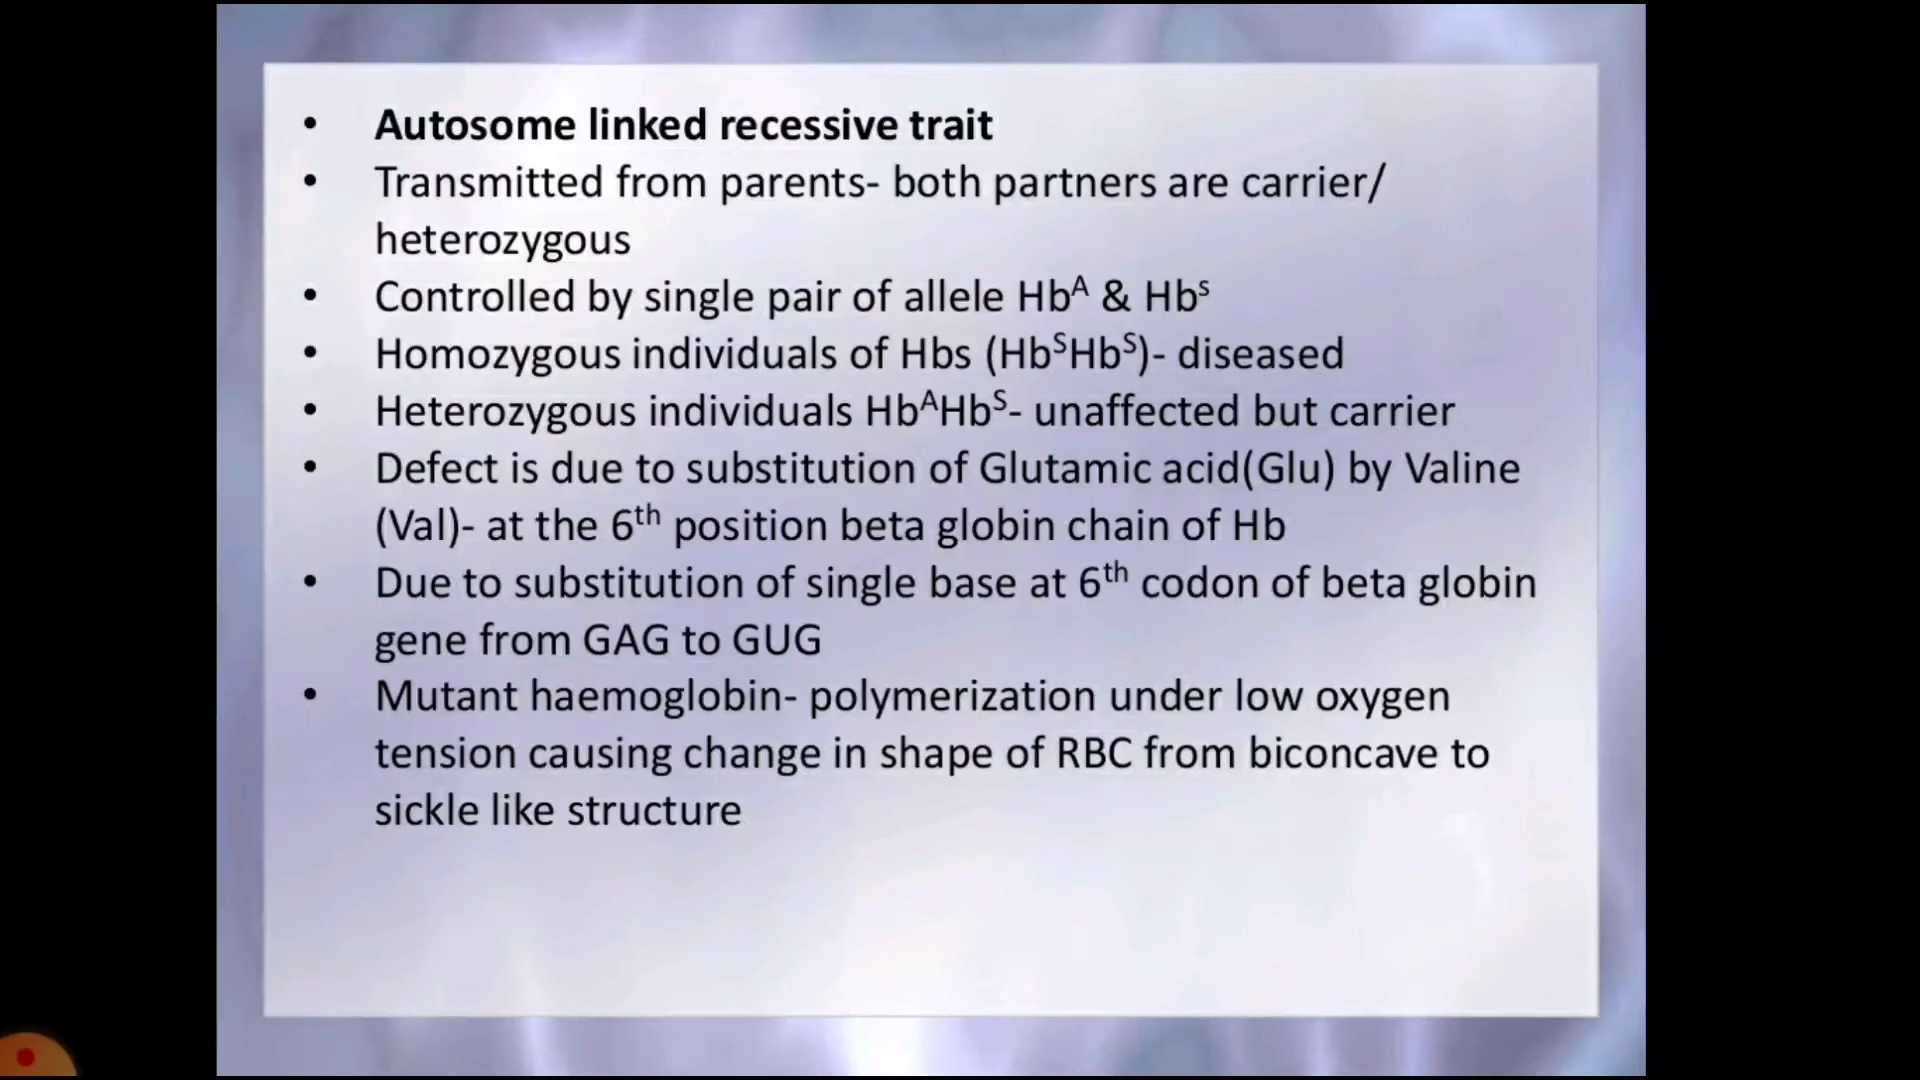 • Autosome linked recessive trait
• Transmitted from parents- both partners are carrier/
heterozygous
• Controlled by single pair of allele Hbᴬ & Hbˢ
• Homozygous individuals of Hbs (HbˢHbˢ)- diseased
• Heterozygous individuals HbᴬHbˢ- unaffected but carrier
• Defect is due to substitution of Glutamic acid(Glu) by Valine
(Val)- at the 6ᵗʰ position beta globin chain of Hb
• Due to substitution of single base at 6ᵗʰ codon of beta globin
gene from GAG to GUG
• Mutant haemoglobin- polymerization under low oxygen
tension causing change in shape of RBC from biconcave to
sickle like structure